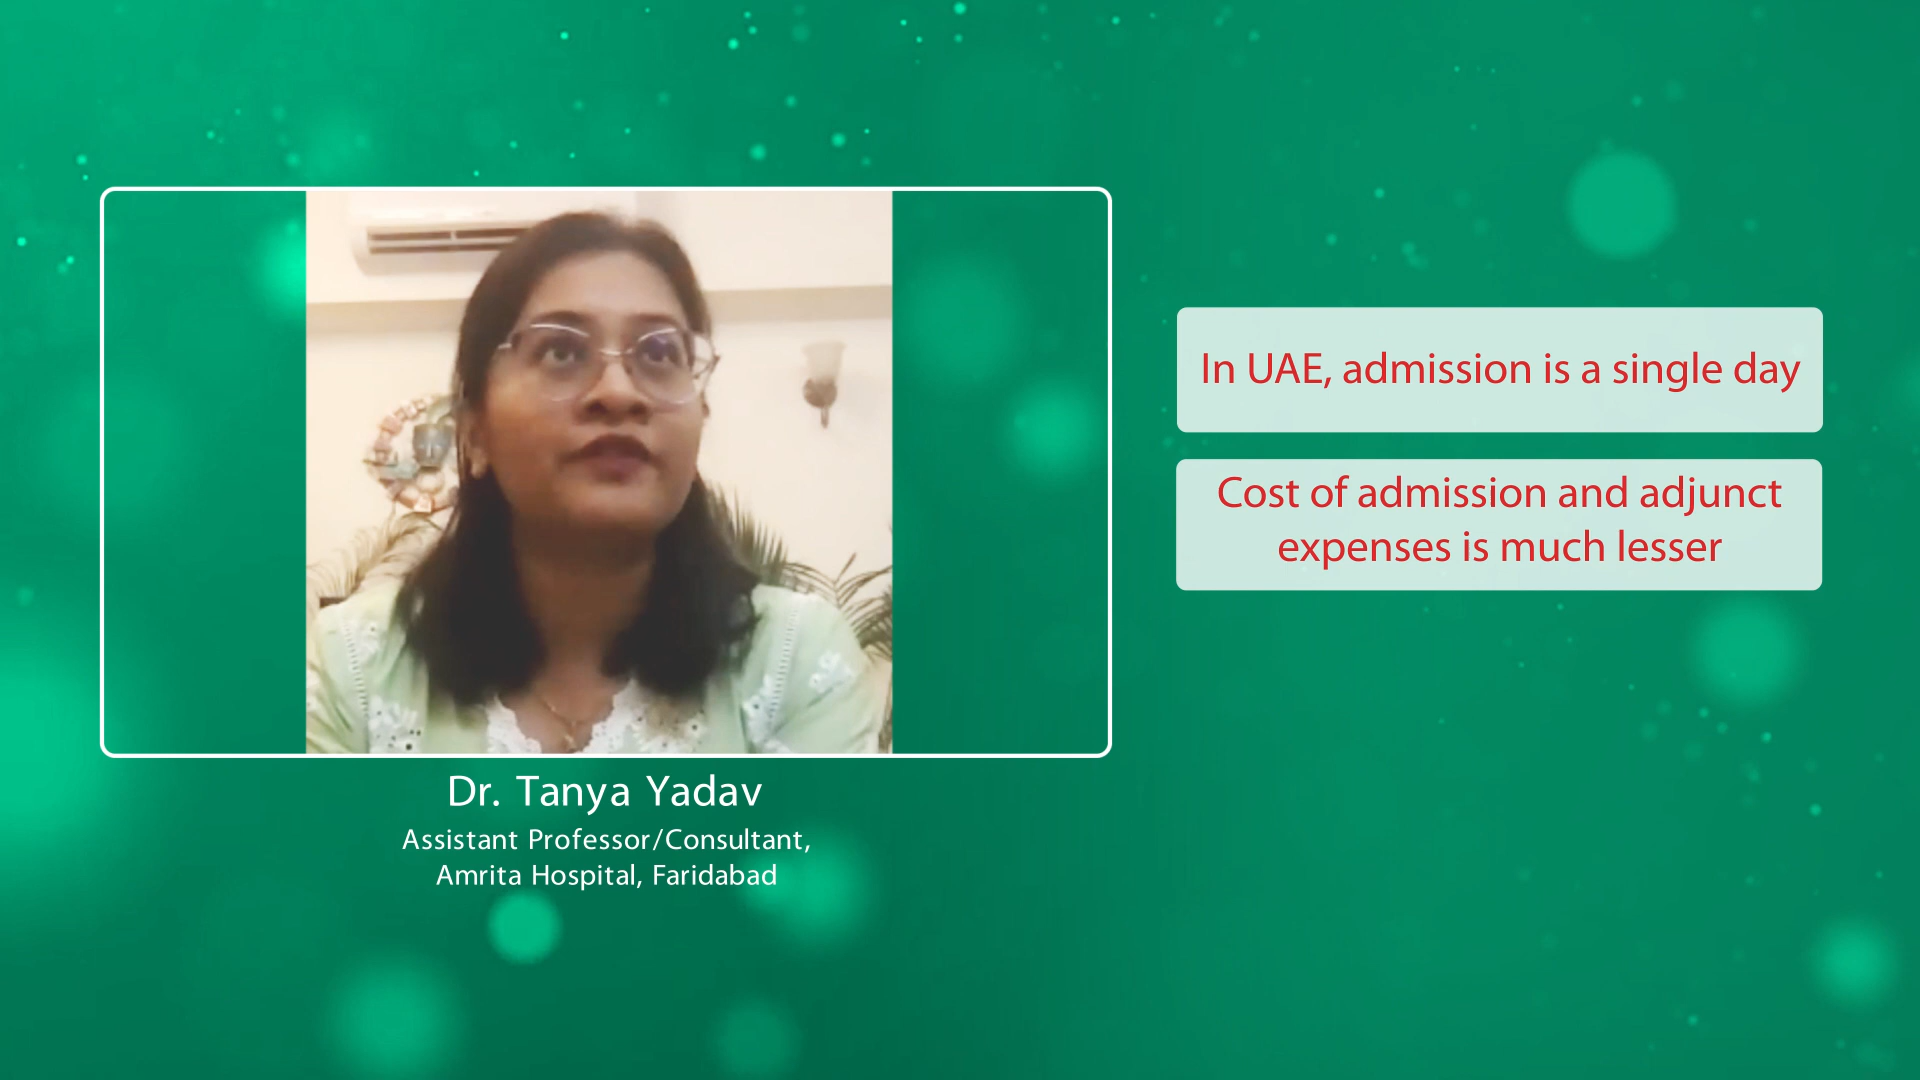 In UAE, admission is a single day
Cost of admission and adjunct
expenses is much lesser
Dr. Tanya Yadav
Assistant Professor/Consultant,
Amrita Hospital, Faridabad